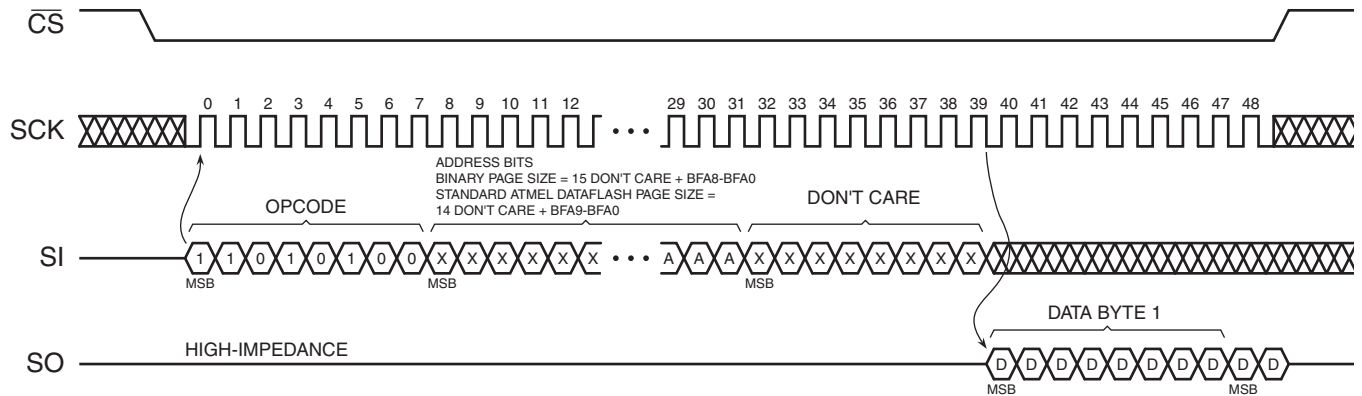 CS
0 1 2 3 4 5 6 7 8 9 10 11 12 29 30 31 32 33 34 35 36 37 38 39 40 41 42 43 44 45 46 47 48
SCK • • •
ADDRESS BITS
BINARY PAGE SIZE = 15 DON'T CARE + BFA8-BFA0
STANDARD ATMEL DATAFLASH PAGE SIZE =
14 DON'T CARE + BFA9-BFA0
OPCODE
DON'T CARE
SI 1 1 0 1 0 1 0 0 X X X X X X • • • A A A X X X X X X X X
MSB MSB MSB
DATA BYTE 1
HIGH-IMPEDANCE
SO D D D D D D D D D D
MSB MSB